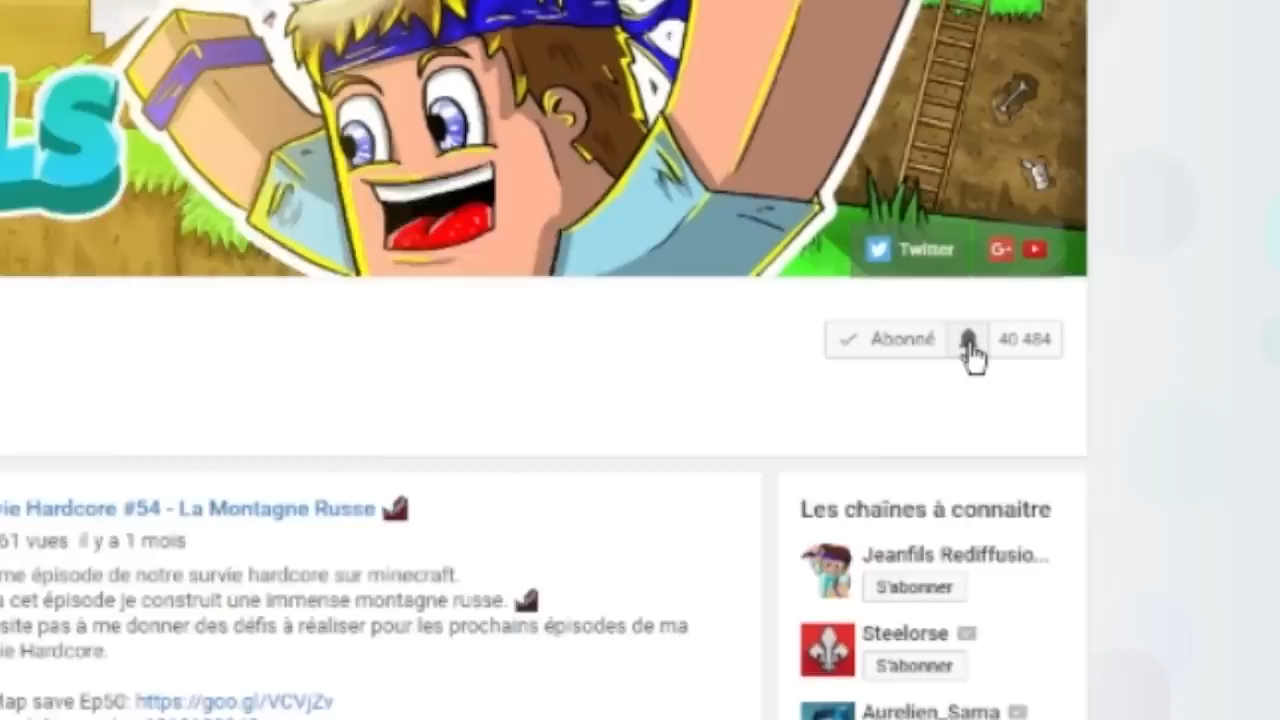 LS
Twitter
Abonné 40 484
vie Hardcore #54 - La Montagne Russe
61 vues il y a 1 mois
me épisode de notre survie hardcore sur minecraft.
cet épisode je construit une immense montagne russe.
site pas à me donner des défis à réaliser pour les prochains épisodes de ma
ie Hardcore.
Map save Ep50: https://goo.gl/VCVjZv
Les chaînes à connaitre
Jeanfils Rediffusio...
S'abonner
Steelorse
S'abonner
Aurelien_Sama